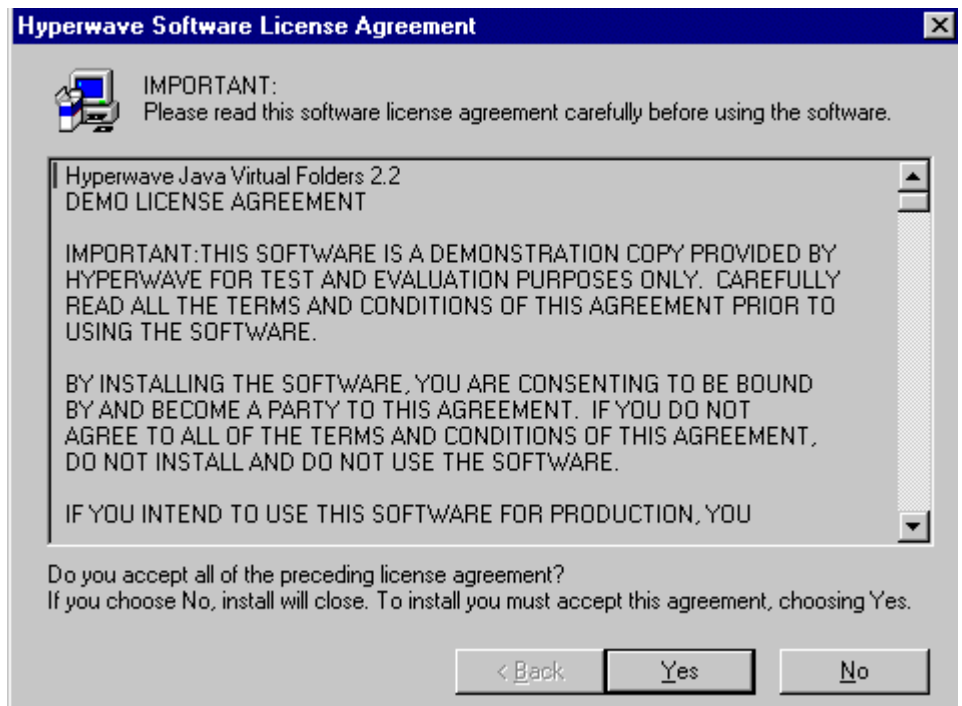 Hyperwave Software License Agreement
IMPORTANT:
Please read this software license agreement carefully before using the software.
Hyperwave Java Virtual Folders 2.2
DEMO LICENSE AGREEMENT
IMPORTANT:THIS SOFTWARE IS A DEMONSTRATION COPY PROVIDED BY
HYPERWAVE FOR TEST AND EVALUATION PURPOSES ONLY. CAREFULLY
READ ALL THE TERMS AND CONDITIONS OF THIS AGREEMENT PRIOR TO
USING THE SOFTWARE.
BY INSTALLING THE SOFTWARE, YOU ARE CONSENTING TO BE BOUND
BY AND BECOME A PARTY TO THIS AGREEMENT. IF YOU DO NOT
AGREE TO ALL OF THE TERMS AND CONDITIONS OF THIS AGREEMENT,
DO NOT INSTALL AND DO NOT USE THE SOFTWARE.
IF YOU INTEND TO USE THIS SOFTWARE FOR PRODUCTION, YOU
Do you accept all of the preceding license agreement?
If you choose No, install will close. To install you must accept this agreement, choosing Yes.
< Back
Yes
No